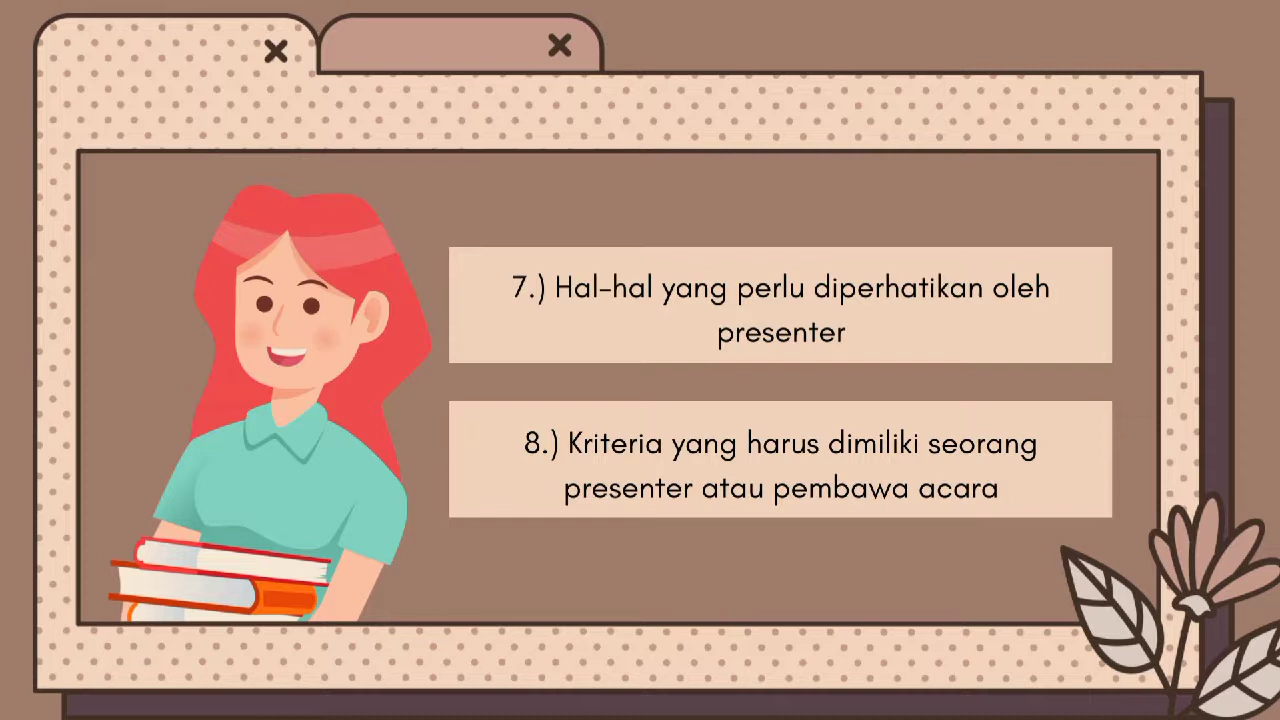 7.) Hal-hal yang perlu diperhatikan oleh
presenter
8.) Kriteria yang harus dimiliki seorang
presenter atau pembawa acara